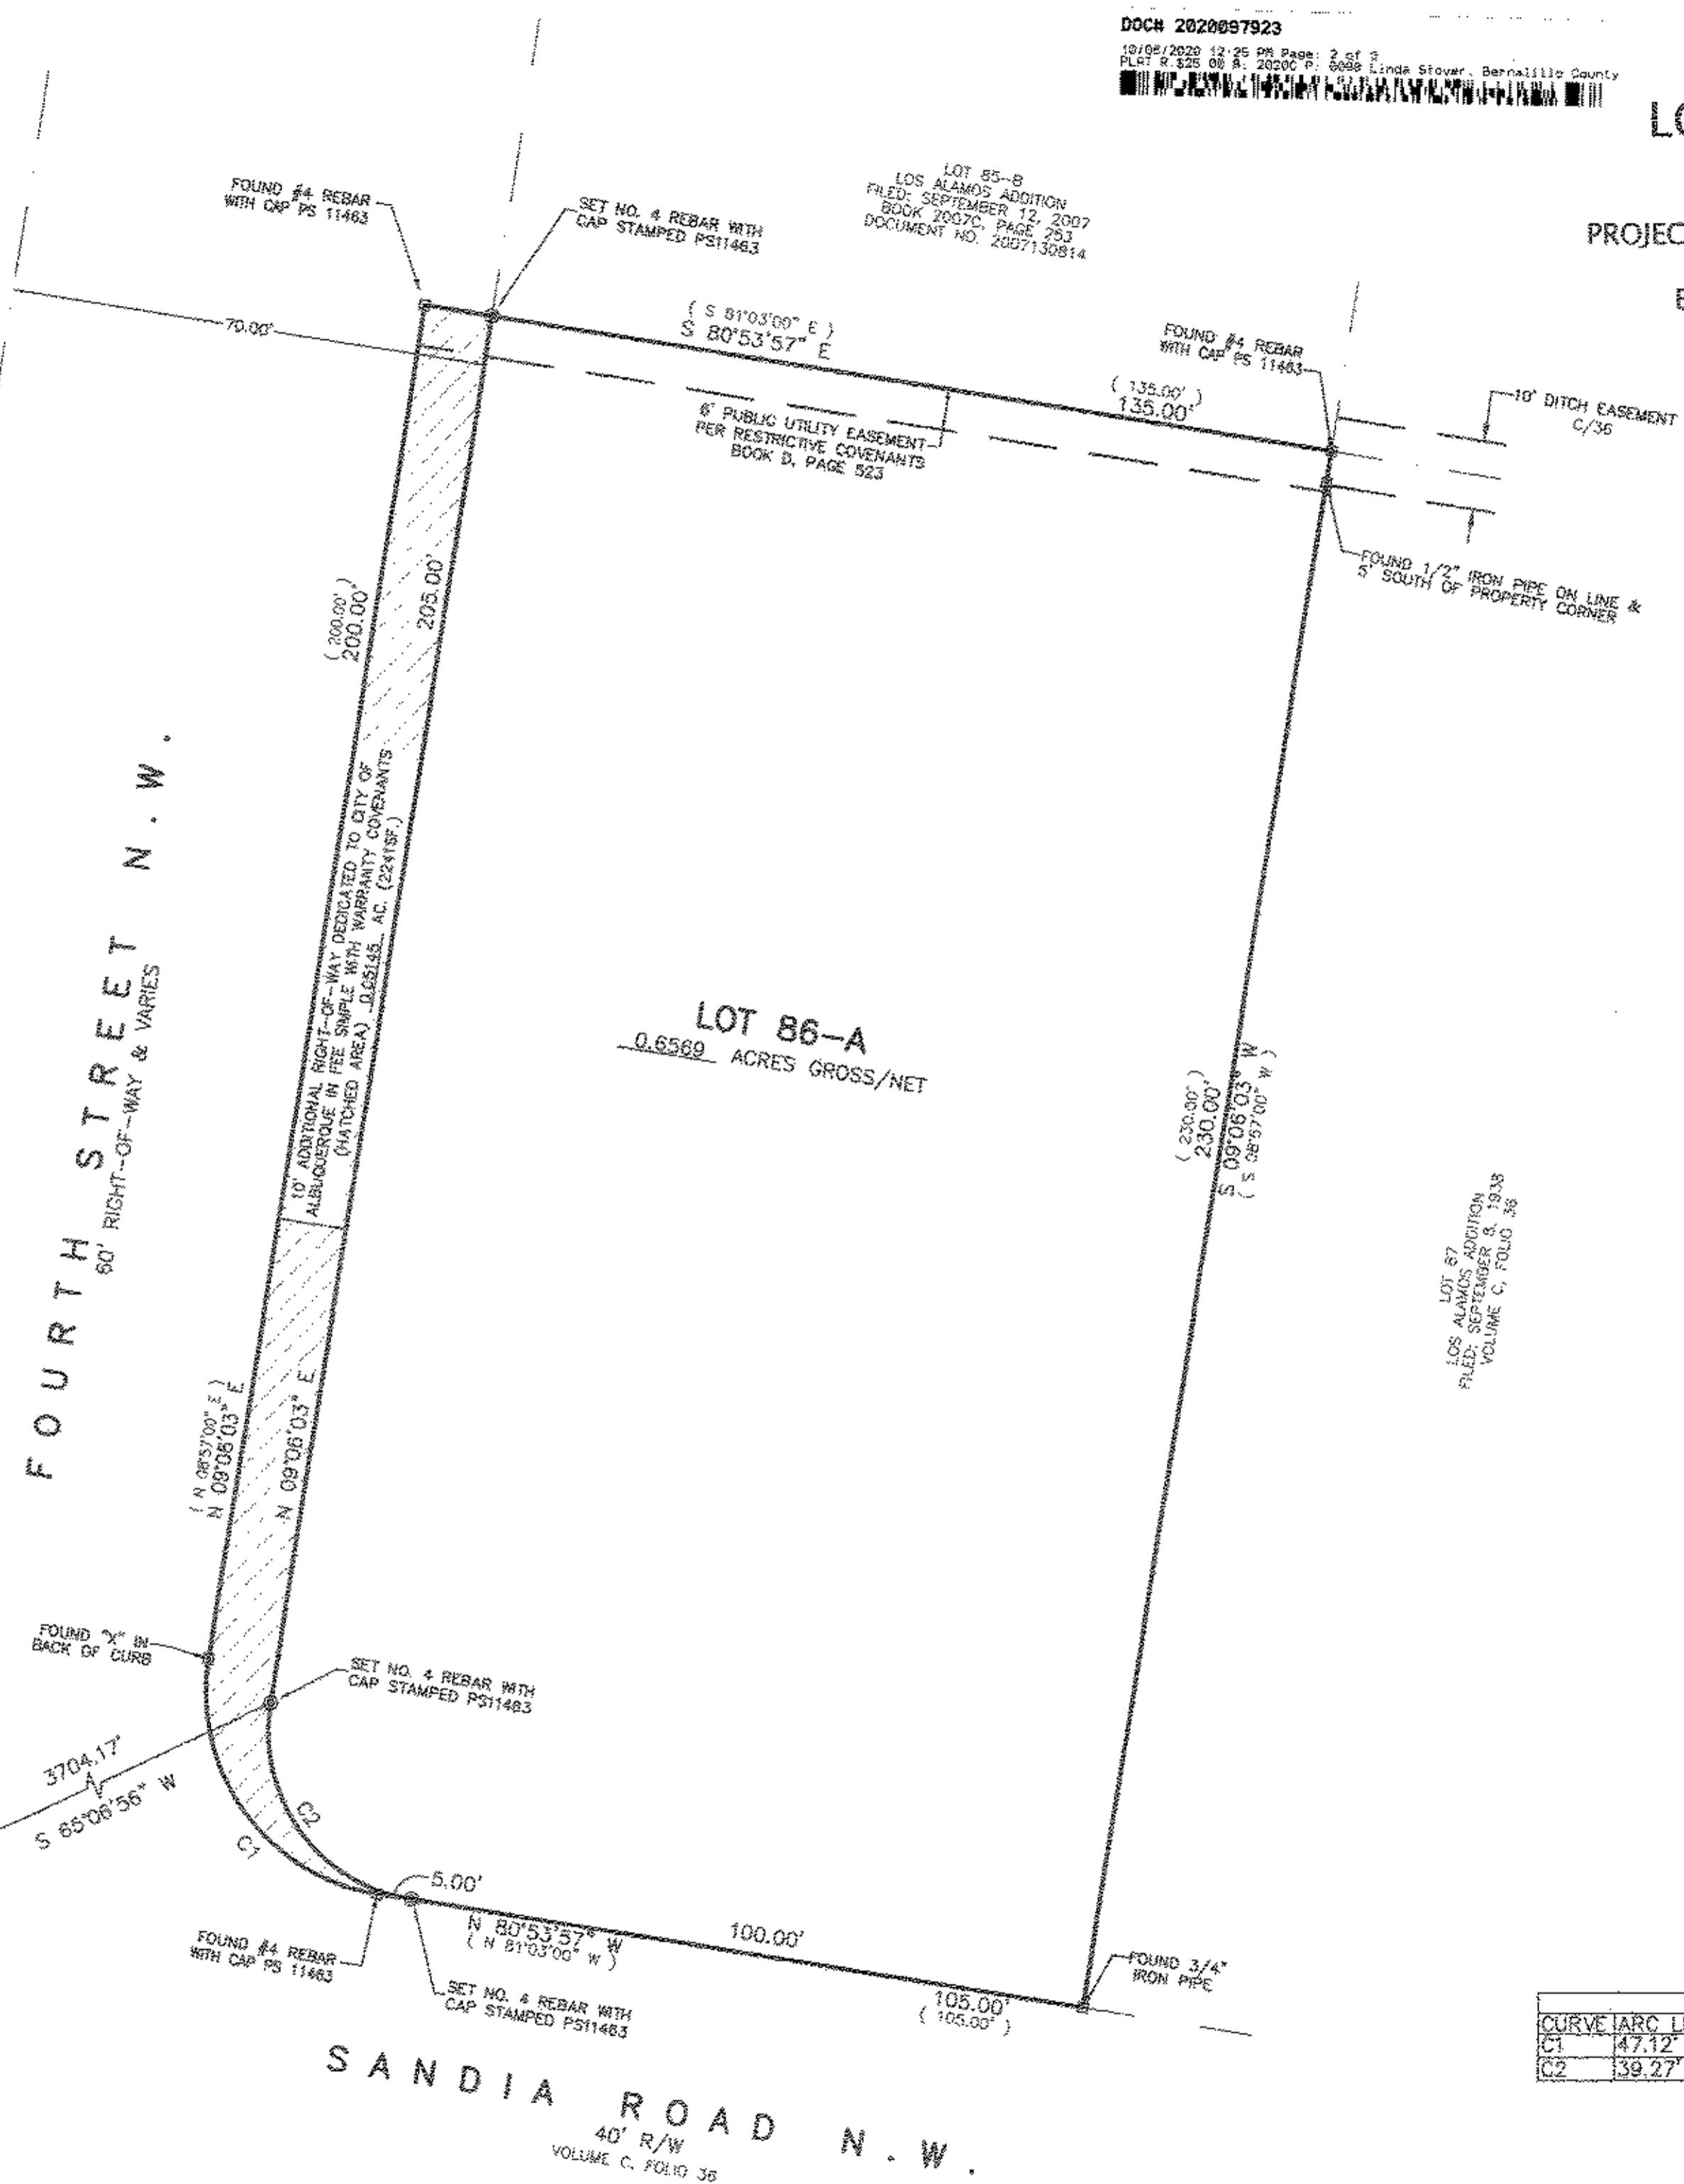 DOC# 2020097923
10/06/2020 12:25 PM Page: 2 of 
PLAT R:$25.00 B: 2020C P: 0090 Linda Stover, Bernalillo County
PROJEC
LOT 85-B
LOS ALAMOS ADDITION
FILED: SEPTEMBER 12, 2007
BOOK 2007C, PAGE 253
DOCUMENT NO. 2007130814
FOUND #4 REBAR
WITH CAP PS 11463
SET NO. 4 REBAR WITH
CAP STAMPED PS11463
70.00'
( S 81°03'00" E )
S 80°53'57" E
FOUND #4 REBAR
WITH CAP PS 11463
( 135.00' )
135.00'
10' DITCH EASEMENT
C/36
6' PUBLIC UTILITY EASEMENT
PER RESTRICTIVE COVENANTS
BOOK D, PAGE 523
FOUND 1/2" IRON PIPE ON LINE &
5' SOUTH OF PROPERTY CORNER
( 200.00' )
200.00'
205.00'
10' ADDITIONAL RIGHT-OF-WAY DEDICATED TO CITY OF
ALBUQUERQUE IN FEE SIMPLE WITH WARRANTY COVENANTS
(HATCHED AREA) 0.05145 AC. (2241SF.)
FOURTH STREET N.W.
60' RIGHT-OF-WAY & VARIES
LOT 86-A
0.6569 ACRES GROSS/NET
( 230.00' )
230.00'
S 09°06'03" W
( S 08°57'00" W )
LOT 87
LOS ALAMOS ADDITION
FILED: SEPTEMBER 8, 1938
VOLUME C, FOLIO 36
( N 08°57'00" E )
N 09°06'03" E
N 09°06'03" E
FOUND "X" IN
BACK OF CURB
SET NO. 4 REBAR WITH
CAP STAMPED PS11463
3704.17'
S 65°06'56" W
C2
C1
5.00'
FOUND #4 REBAR
WITH CAP PS 11463
N 80°53'57" W
( N 81°03'00" W )
100.00'
FOUND 3/4"
IRON PIPE
SET NO. 4 REBAR WITH
CAP STAMPED PS11463
105.00'
( 105.00' )
SANDIA ROAD N.W.
40' R/W
VOLUME C, FOLIO 36
CURVE ARC L
C1 47.12'
C2 39.27'